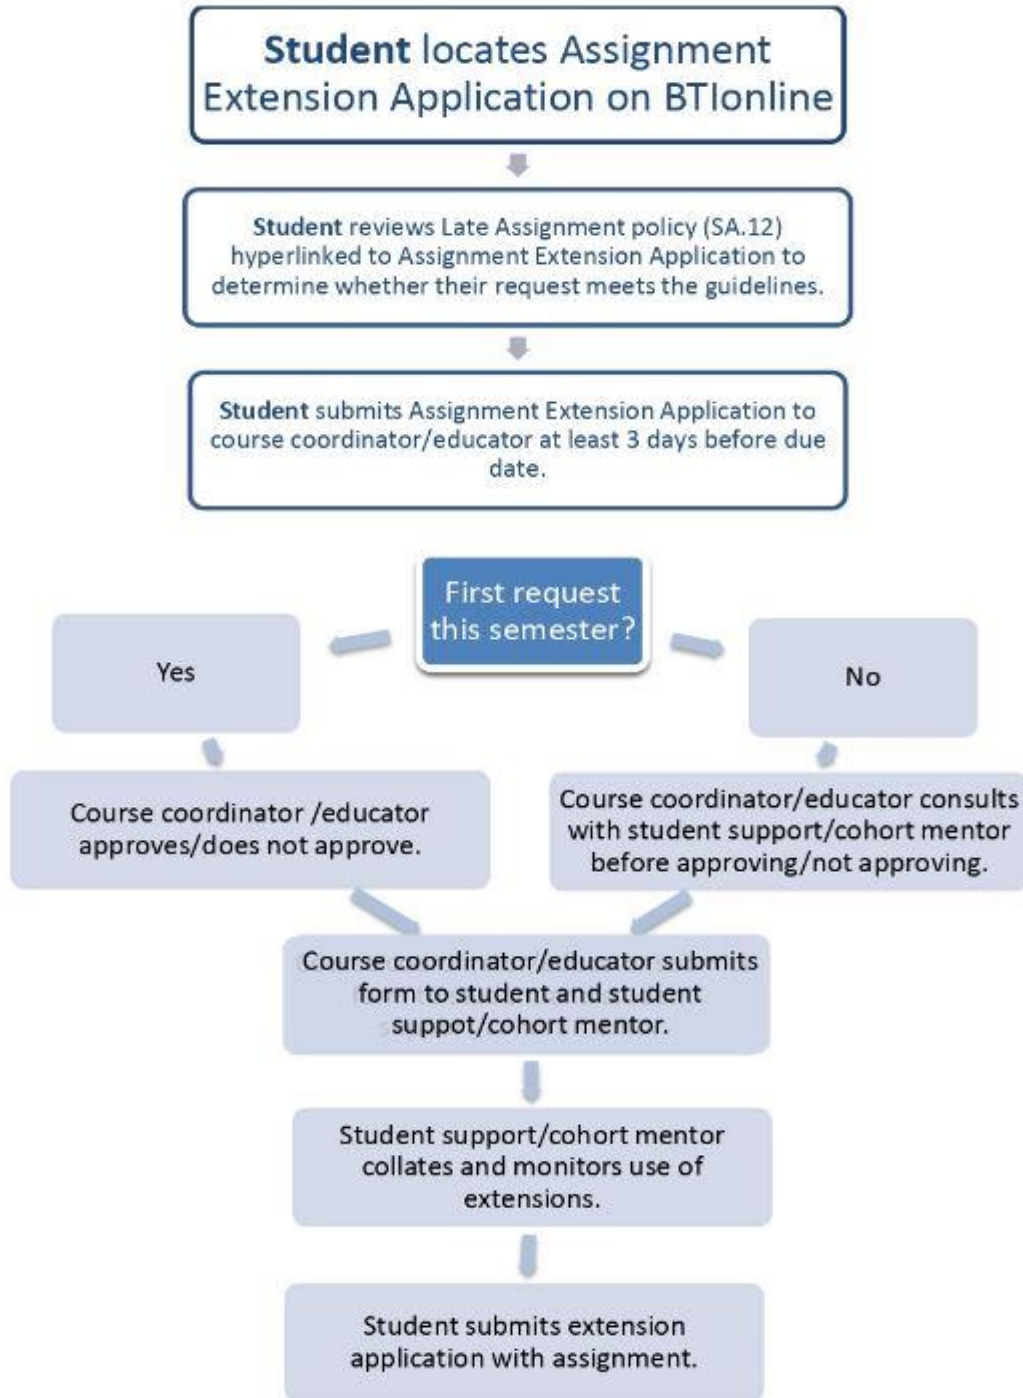 Student locates Assignment
Extension Application on BTIonline
Student reviews Late Assignment policy (SA.12)
hyperlinked to Assignment Extension Application to
determine whether their request meets the guidelines.
Student submits Assignment Extension Application to
course coordinator/educator at least 3 days before due
date.
First request
this semester?
Yes
No
Course coordinator /educator
approves/does not approve.
Course coordinator/educator consults
with student support/cohort mentor
before approving/not approving.
Course coordinator/educator submits
form to student and student
suppot/cohort mentor.
Student support/cohort mentor
collates and monitors use of
extensions.
Student submits extension
application with assignment.